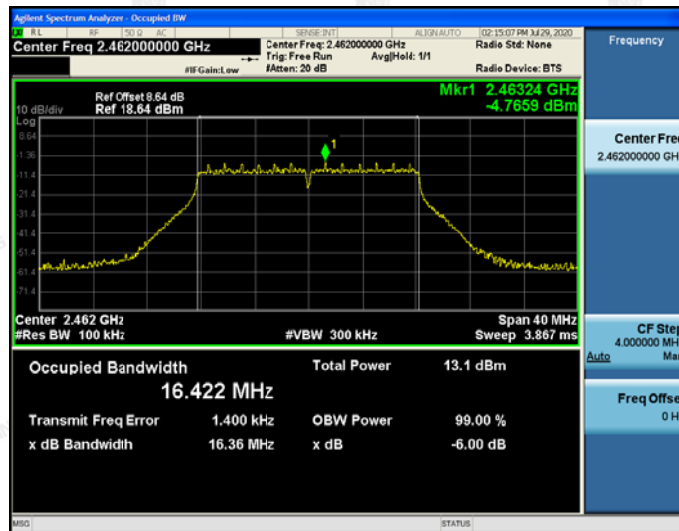 Agilent Spectrum Analyzer - Occupied BW
RL RF 50 Ω AC SENSE:INT ALIGN AUTO 02:15:07 PM Jul 29, 2020
Center Freq 2.462000000 GHz
Center Freq: 2.462000000 GHz
Radio Std: None
Trig: Free Run Avg|Hold: 1/1
#IFGain:Low
#Atten: 20 dB
Radio Device: BTS
Frequency
Ref Offset 8.64 dB
Ref 18.64 dBm
10 dB/div
Log
Mkr1 2.46324 GHz
-4.7659 dBm
8.64
-1.36
-11.4
-21.4
-31.4
-41.4
-51.4
-61.4
-71.4
1
Center Fre
2.462000000 GH
Center 2.462 GHz
Span 40 MHz
#Res BW 100 kHz
#VBW 300 kHz
Sweep 3.867 ms
CF Step
4.000000 MH
Auto Ma
Occupied Bandwidth
16.422 MHz
Total Power 13.1 dBm
Transmit Freq Error 1.400 kHz
OBW Power 99.00 %
x dB Bandwidth 16.36 MHz
x dB -6.00 dB
Freq Offse
0 H
MSG
STATUS